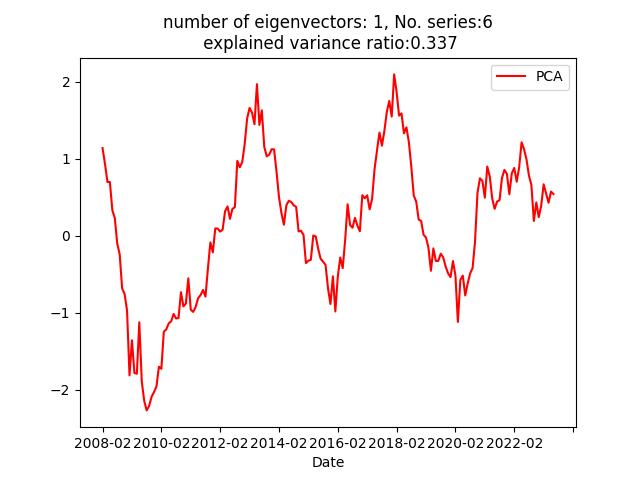 number of eigenvectors: 1, No. series:6
explained variance ratio:0.337
PCA
2
1
0
−1
−2
2008-02 2010-02 2012-02 2014-02 2016-02 2018-02 2020-02 2022-02
Date